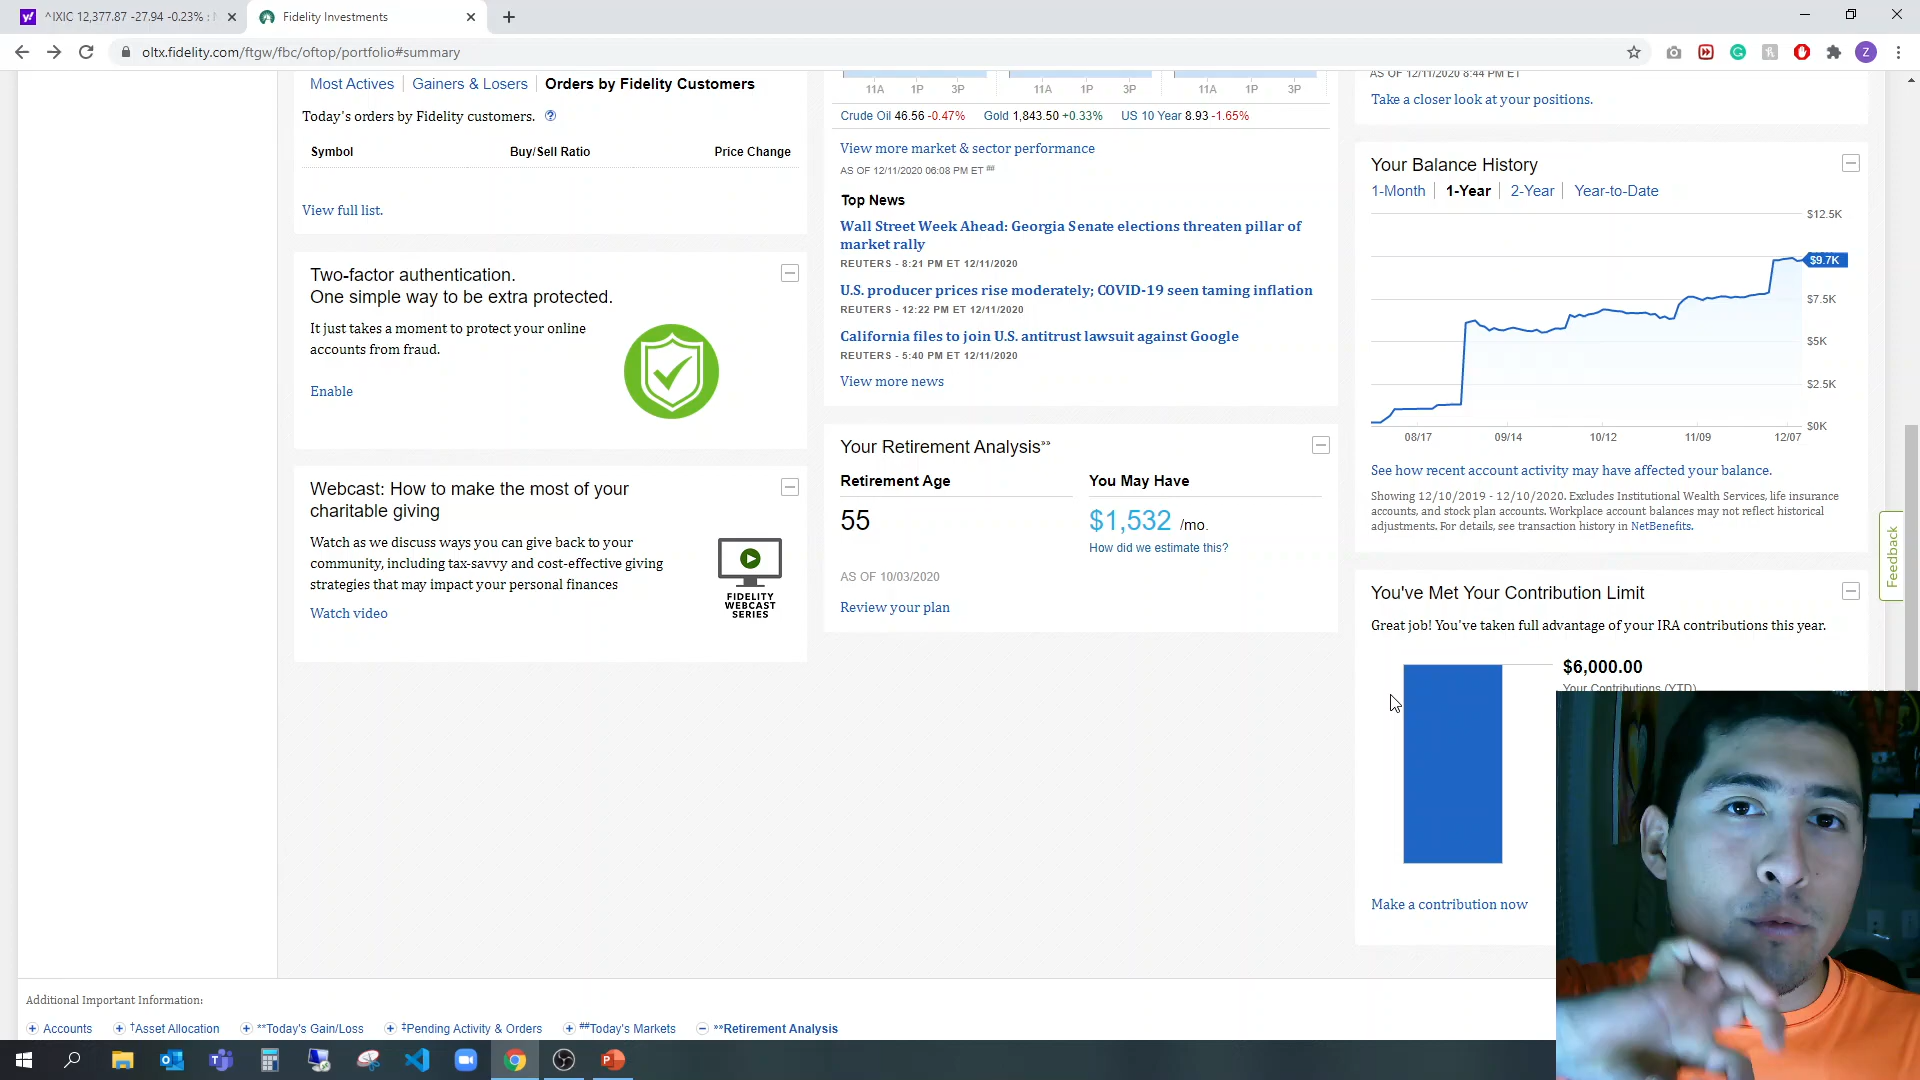 ^IXIC 12,377.87 -27.94 -0.23% :
Fidelity Investments
oltx.fidelity.com/ftgw/fbc/oftop/portfolio#summary
Most Actives
Gainers & Losers
Orders by Fidelity Customers
Today's orders by Fidelity customers.
Symbol
Buy/Sell Ratio
Price Change
View full list.
Two-factor authentication.
One simple way to be extra protected.
It just takes a moment to protect your online
accounts from fraud.
Enable
Webcast: How to make the most of your
charitable giving
Watch as we discuss ways you can give back to your
community, including tax-savvy and cost-effective giving
strategies that may impact your personal finances
Watch video
FIDELITY
WEBCAST
SERIES
11A 1P 3P
11A 1P 3P
11A 1P 3P
Crude Oil 46.56 -0.47%
Gold 1,843.50 +0.33%
US 10 Year 8.93 -1.65%
View more market & sector performance
AS OF 12/11/2020 06:08 PM ET ##
Top News
Wall Street Week Ahead: Georgia Senate elections threaten pillar of
market rally
REUTERS - 8:21 PM ET 12/11/2020
U.S. producer prices rise moderately; COVID-19 seen taming inflation
REUTERS - 12:22 PM ET 12/11/2020
California files to join U.S. antitrust lawsuit against Google
REUTERS - 5:40 PM ET 12/11/2020
View more news
Your Retirement Analysis»»
Retirement Age
You May Have
55
$1,532 /mo.
How did we estimate this?
AS OF 10/03/2020
Review your plan
AS OF 12/11/2020 8:44 PM ET
Take a closer look at your positions.
Your Balance History
1-Month
1-Year
2-Year
Year-to-Date
$12.5K
$9.7K
$7.5K
$5K
$2.5K
$0K
08/17 09/14 10/12 11/09 12/07
See how recent account activity may have affected your balance.
Showing 12/10/2019 - 12/10/2020. Excludes Institutional Wealth Services, life insurance
accounts, and stock plan accounts. Workplace account balances may not reflect historical
adjustments. For details, see transaction history in NetBenefits.
Feedback
You've Met Your Contribution Limit
Great job! You've taken full advantage of your IRA contributions this year.
$6,000.00
Your Contributions (YTD)
Make a contribution now
Additional Important Information:
Accounts
†Asset Allocation
**Today's Gain/Loss
‡Pending Activity & Orders
##Today's Markets
»»Retirement Analysis